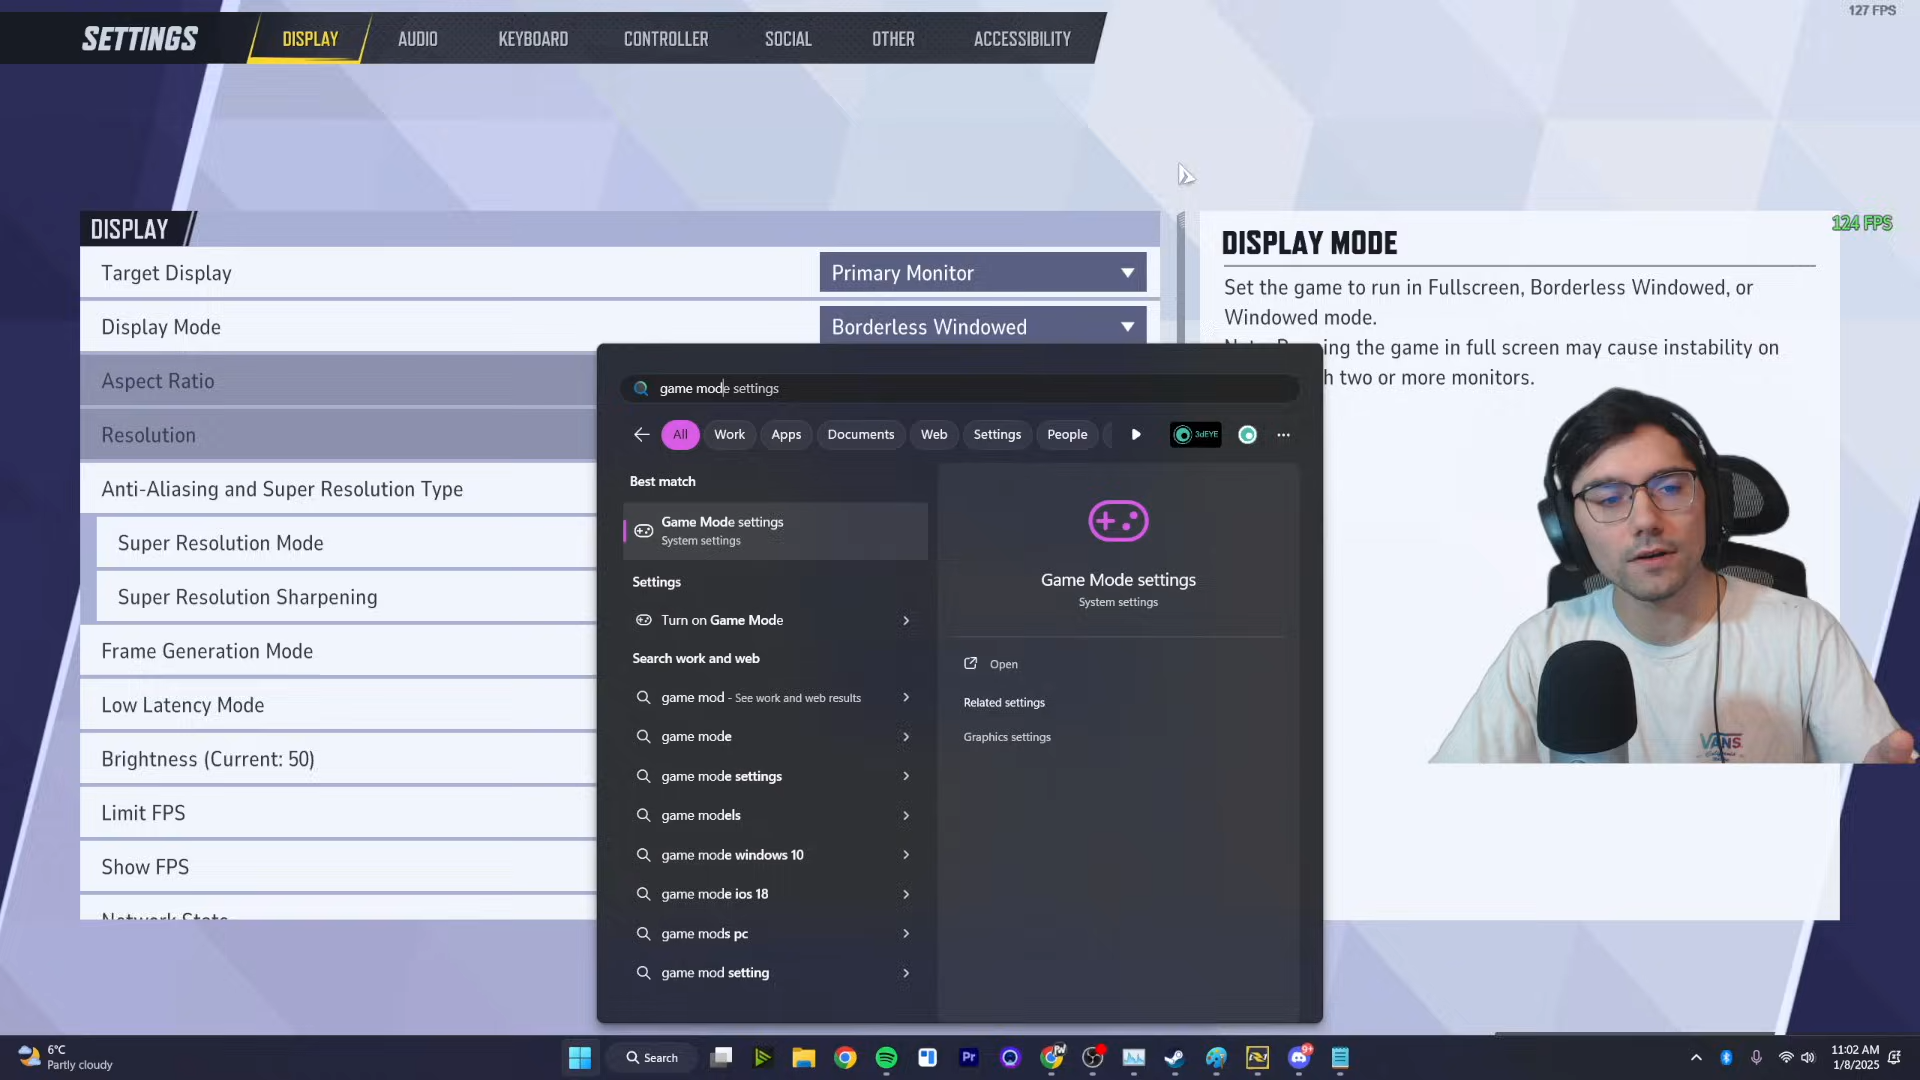 127 FPS
SETTINGS
DISPLAY
AUDIO
KEYBOARD
CONTROLLER
SOCIAL
OTHER
ACCESSIBILITY
DISPLAY
Target Display
Primary Monitor
Display Mode
Borderless Windowed
Aspect Ratio
Resolution
Anti-Aliasing and Super Resolution Type
Super Resolution Mode
Super Resolution Sharpening
Frame Generation Mode
Low Latency Mode
Brightness (Current: 50)
Limit FPS
Show FPS
124 FPS
DISPLAY MODE
Set the game to run in Fullscreen, Borderless Windowed, or
Windowed mode.
the game in full screen may cause instability on
two or more monitors.
game mode settings
All
Work
Apps
Documents
Web
Settings
People
3dEYE
Best match
Game Mode settings
System settings
Settings
Turn on Game Mode
Search work and web
game mod - See work and web results
game mode
game mode settings
game models
game mode windows 10
game mode ios 18
game mods pc
game mod setting
Game Mode settings
System settings
Open
Related settings
Graphics settings
VANS
6°C
Partly cloudy
Search
Pr
PW
9+
11:02 AM
1/8/2025